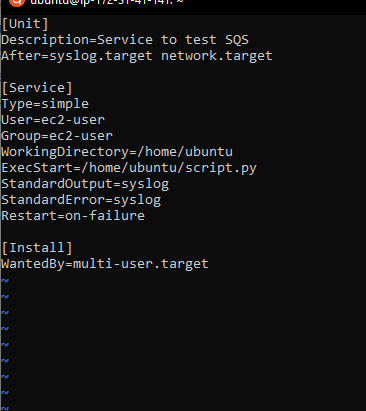 ubuntu@ip-172-31-41-141: ~
[Unit]
Description=Service to test SQS
After=syslog.target network.target

[Service]
Type=simple
User=ec2-user
Group=ec2-user
WorkingDirectory=/home/ubuntu
ExecStart=/home/ubuntu/script.py
StandardOutput=syslog
StandardError=syslog
Restart=on-failure

[Install]
WantedBy=multi-user.target
~
~
~
~
~
~
~
~
~